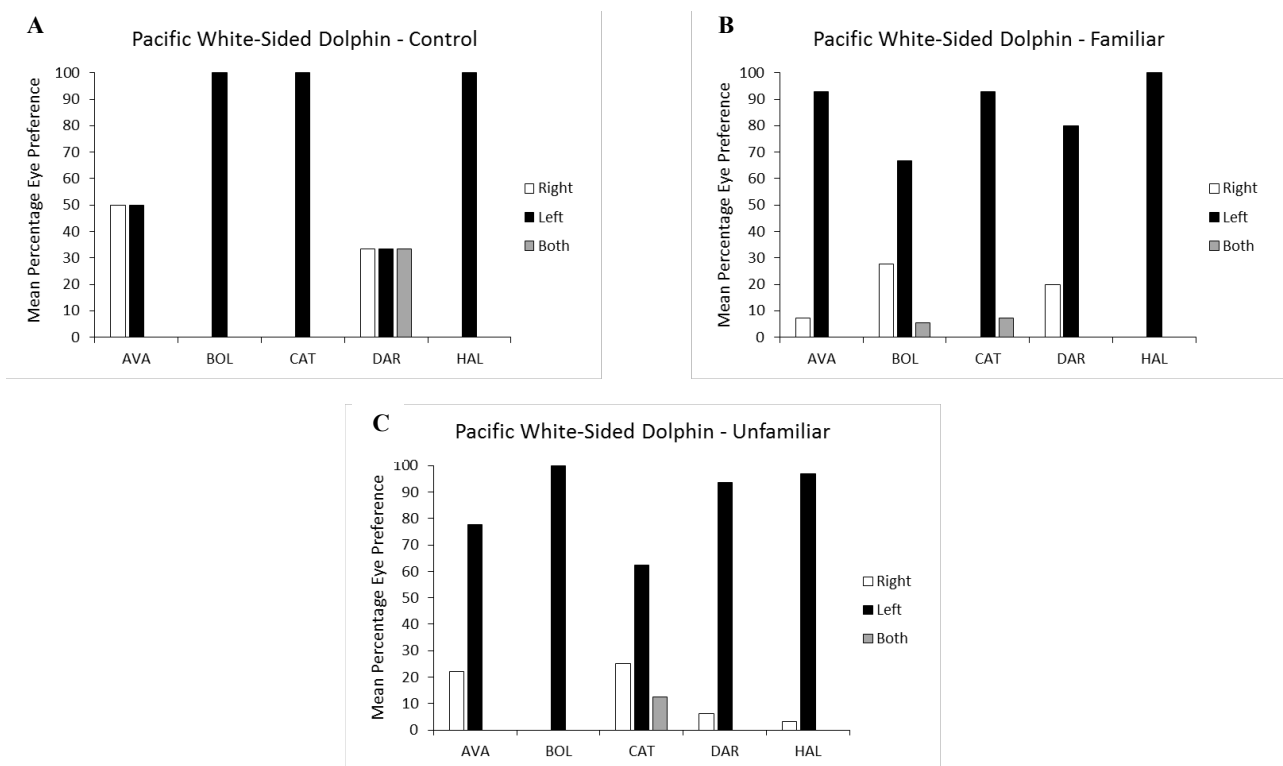 A
Pacific White-Sided Dolphin - Control
Mean Percentage Eye Preference
100
90
80
70
60
50
40
30
20
10
0
AVA BOL CAT DAR HAL
Right
Left
Both
B
Pacific White-Sided Dolphin - Familiar
Mean Percentage Eye Preference
100
90
80
70
60
50
40
30
20
10
0
AVA BOL CAT DAR HAL
Right
Left
Both
C
Pacific White-Sided Dolphin - Unfamiliar
Mean Percentage Eye Preference
100
90
80
70
60
50
40
30
20
10
0
AVA BOL CAT DAR HAL
Right
Left
Both